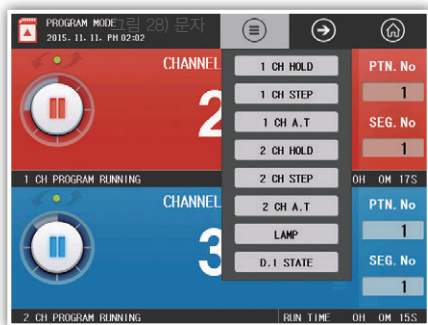 PROGRAM MODE
그림 28) 문자
2015. 11. 11. PM 02:02
CHANNEL
2
1 CH HOLD
1 CH STEP
1 CH A.T
2 CH HOLD
2 CH STEP
2 CH A.T
LAMP
D.I STATE
PTN. No
1
SEG. No
1
1 CH PROGRAM RUNNING
0H 0M 17S
CHANNEL
3
PTN. No
1
SEG. No
1
2 CH PROGRAM RUNNING
RUN TIME
0H 0M 15S